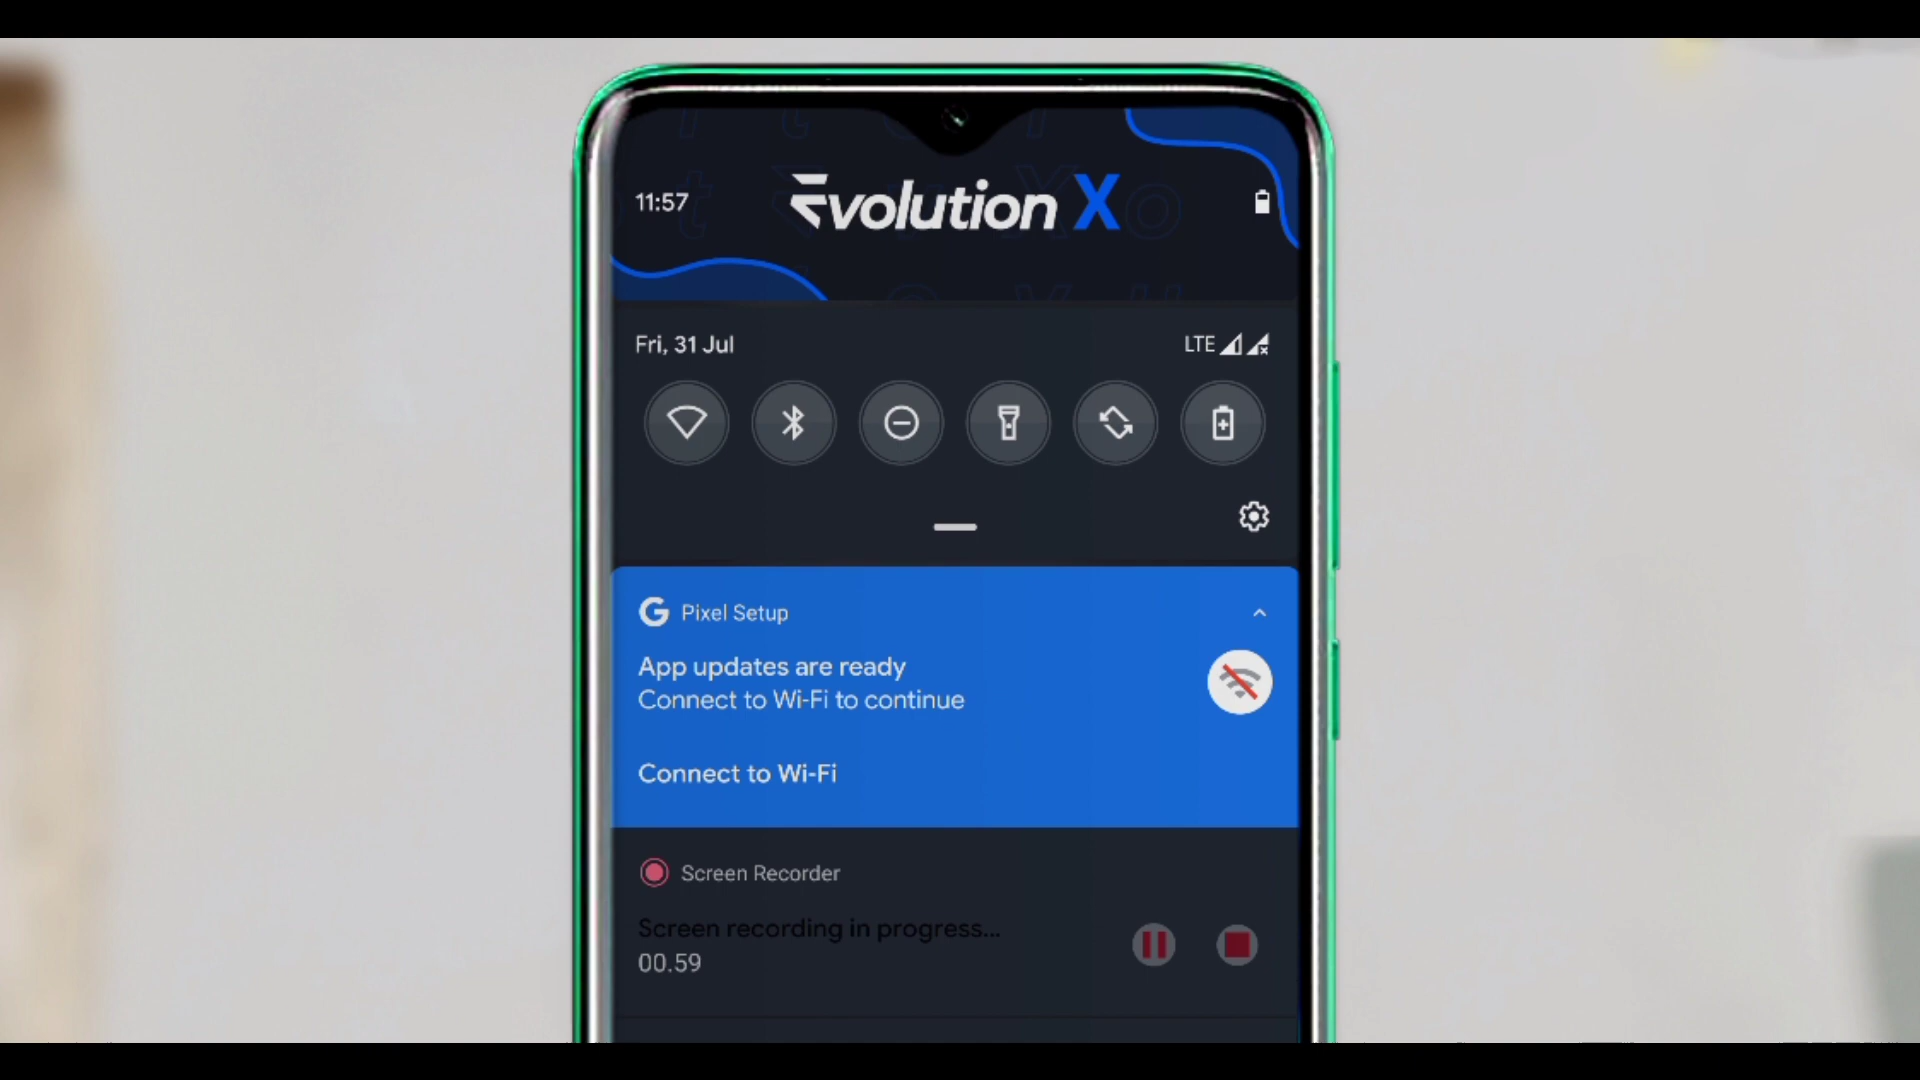 11:57
Evolution X
Fri, 31 Jul
LTE
G Pixel Setup
App updates are ready
Connect to Wi-Fi to continue
Connect to Wi-Fi
Screen Recorder
Screen recording in progress...
00.59